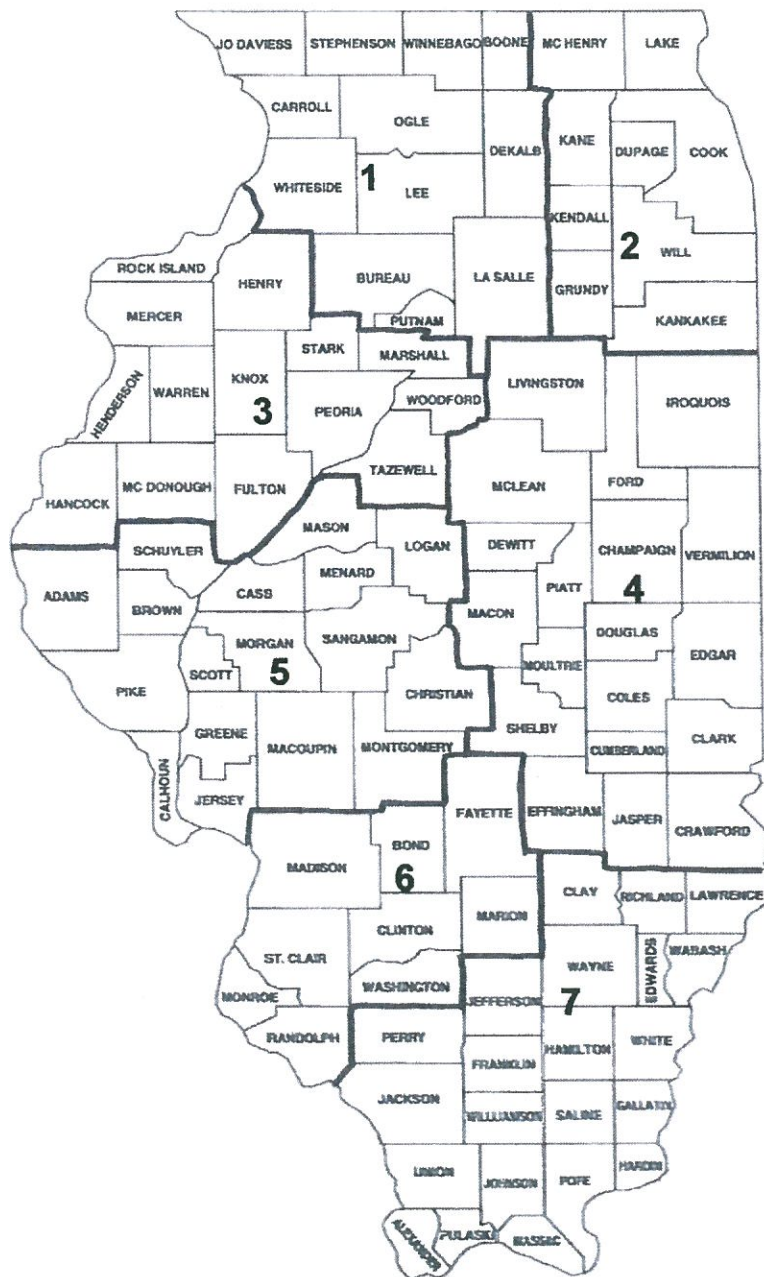 JO DAVIESS STEPHENSON WINNEBAGO BOONE MC HENRY LAKE
CARROLL OGLE DEKALB KANE DUPAGE COOK
WHITESIDE 1 LEE KENDALL 2 WILL
ROCK ISLAND HENRY BUREAU LA SALLE GRUNDY
MERCER PUTNAM KANKAKEE
STARK MARSHALL
HENDERSON WARREN KNOX 3 PEORIA WOODFORD LIVINGSTON IROQUOIS
HANCOCK MC DONOUGH FULTON TAZEWELL MCLEAN FORD
SCHUYLER MASON LOGAN DEWITT CHAMPAIGN VERMILION
ADAMS BROWN CASS MENARD MACON PIATT 4
PIKE SCOTT MORGAN 5 SANGAMON CHRISTIAN MOULTRIE DOUGLAS EDGAR
COLES
CALHOUN GREENE MACOUPIN MONTGOMERY SHELBY CUMBERLAND CLARK
JERSEY FAYETTE EFFINGHAM JASPER CRAWFORD
MADISON BOND 6 CLAY RICHLAND LAWRENCE
ST. CLAIR CLINTON MARION WAYNE EDWARDS WABASH
MONROE WASHINGTON JEFFERSON 7
RANDOLPH PERRY FRANKLIN HAMILTON WHITE
JACKSON WILLIAMSON SALINE GALLATIN
UNION JOHNSON POPE HARDIN
ALEXANDER PULASKI MASSAC